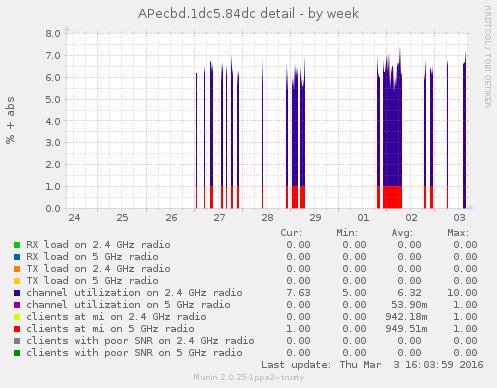 APecbd.1dc5.84dc detail - by week
RRDTOOL / TOBI OETIKER
% + abs
8.0
7.0
6.0
5.0
4.0
3.0
2.0
1.0
0.0
24 25 26 27 28 29 01 02 03
Cur: Min: Avg: Max:
RX load on 2.4 GHz radio 0.00 0.00 0.00 0.00
RX load on 5 GHz radio 0.00 0.00 0.00 0.00
TX load on 2.4 GHz radio 0.00 0.00 0.00 0.00
TX load on 5 GHz radio 0.00 0.00 0.00 0.00
channel utilization on 2.4 GHz radio 7.63 5.00 6.32 10.00
channel utilization on 5 GHz radio 0.00 0.00 53.90m 1.00
clients at mi on 2.4 GHz radio 0.00 0.00 942.18m 1.00
clients at mi on 5 GHz radio 1.00 0.00 949.51m 1.00
clients with poor SNR on 2.4 GHz radio 0.00 0.00 0.00 0.00
clients with poor SNR on 5 GHz radio 0.00 0.00 0.00 0.00
Last update: Thu Mar 3 16:03:59 2016
Munin 2.0.25-1ppa2~trusty